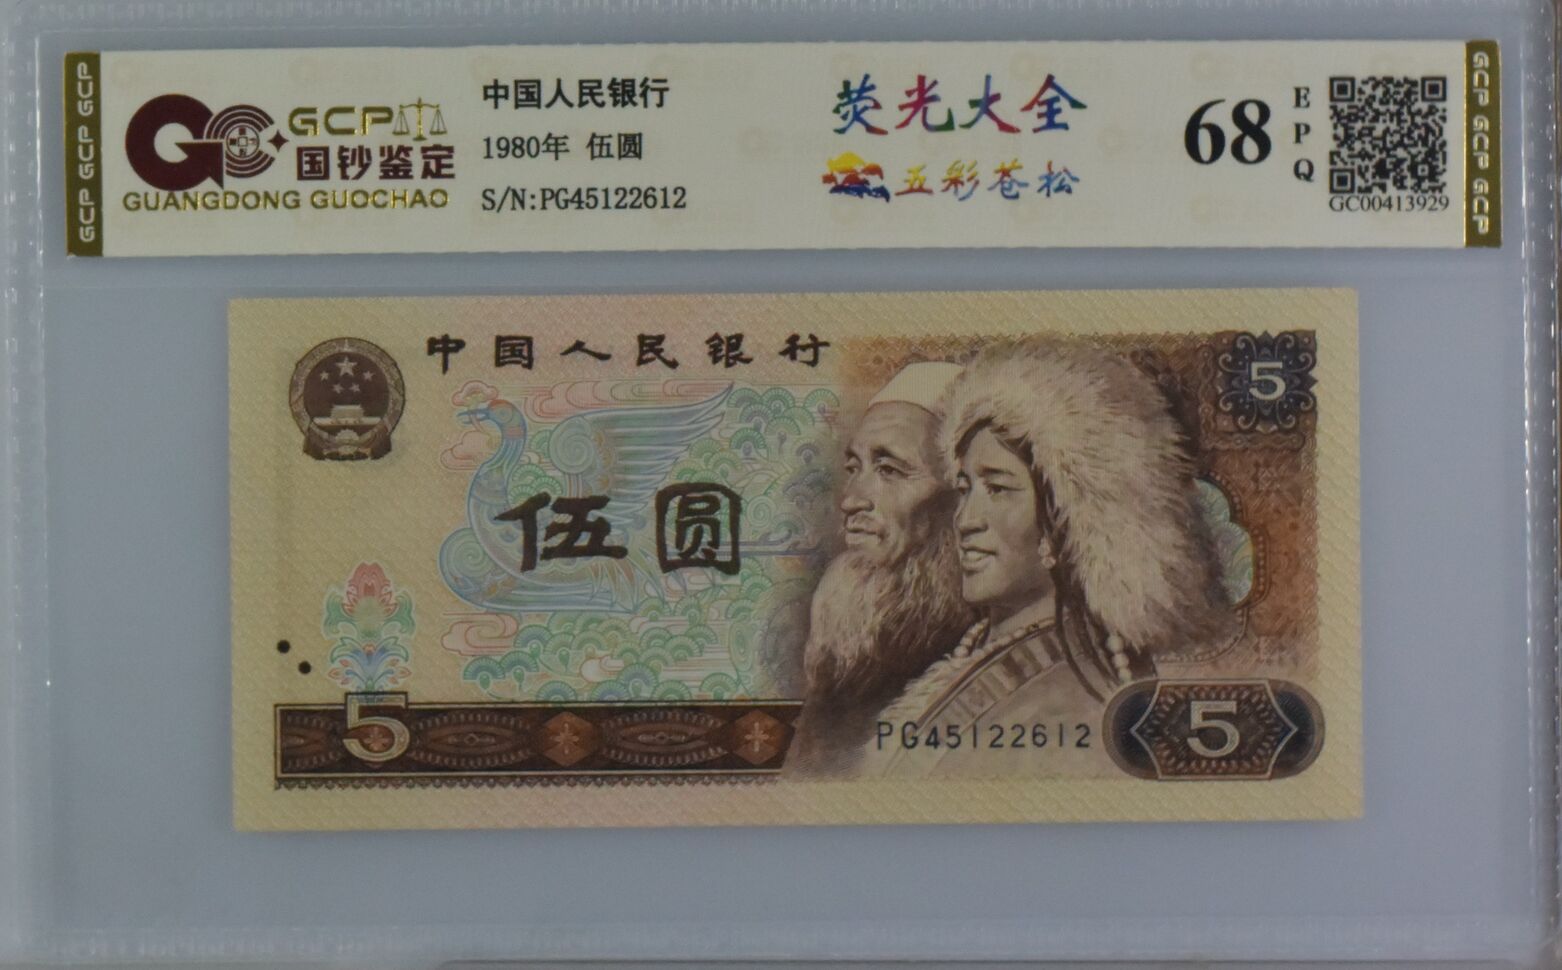 GCP GCP GCP
GCP
国钞鉴定
GUANGDONG GUOCHAO
中国人民银行
1980年 伍圆
S/N:PG45122612
荧光大全
五彩苍松
68
EPQ
GC00413929
GCP GCP GCP
中国人民银行
5
伍圆
5
PG45122612
5